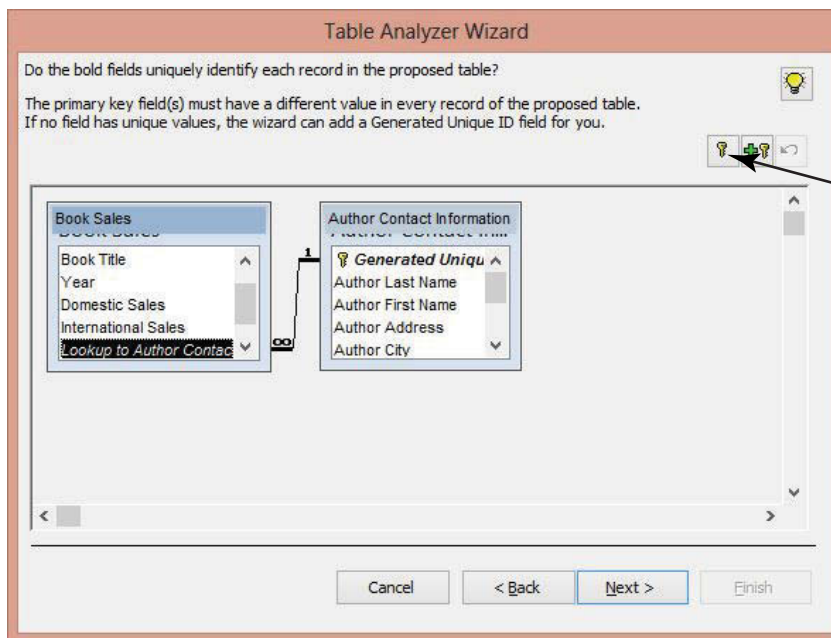 Table Analyzer Wizard
Do the bold fields uniquely identify each record in the proposed table?
The primary key field(s) must have a different value in every record of the proposed table.
If no field has unique values, the wizard can add a Generated Unique ID field for you.
Book Sales
Book Title
Year
Domestic Sales
International Sales
Lookup to Author Contac
1
∞
Author Contact Information
Generated Uniqu
Author Last Name
Author First Name
Author Address
Author City
Cancel
< Back
Next >
Finish